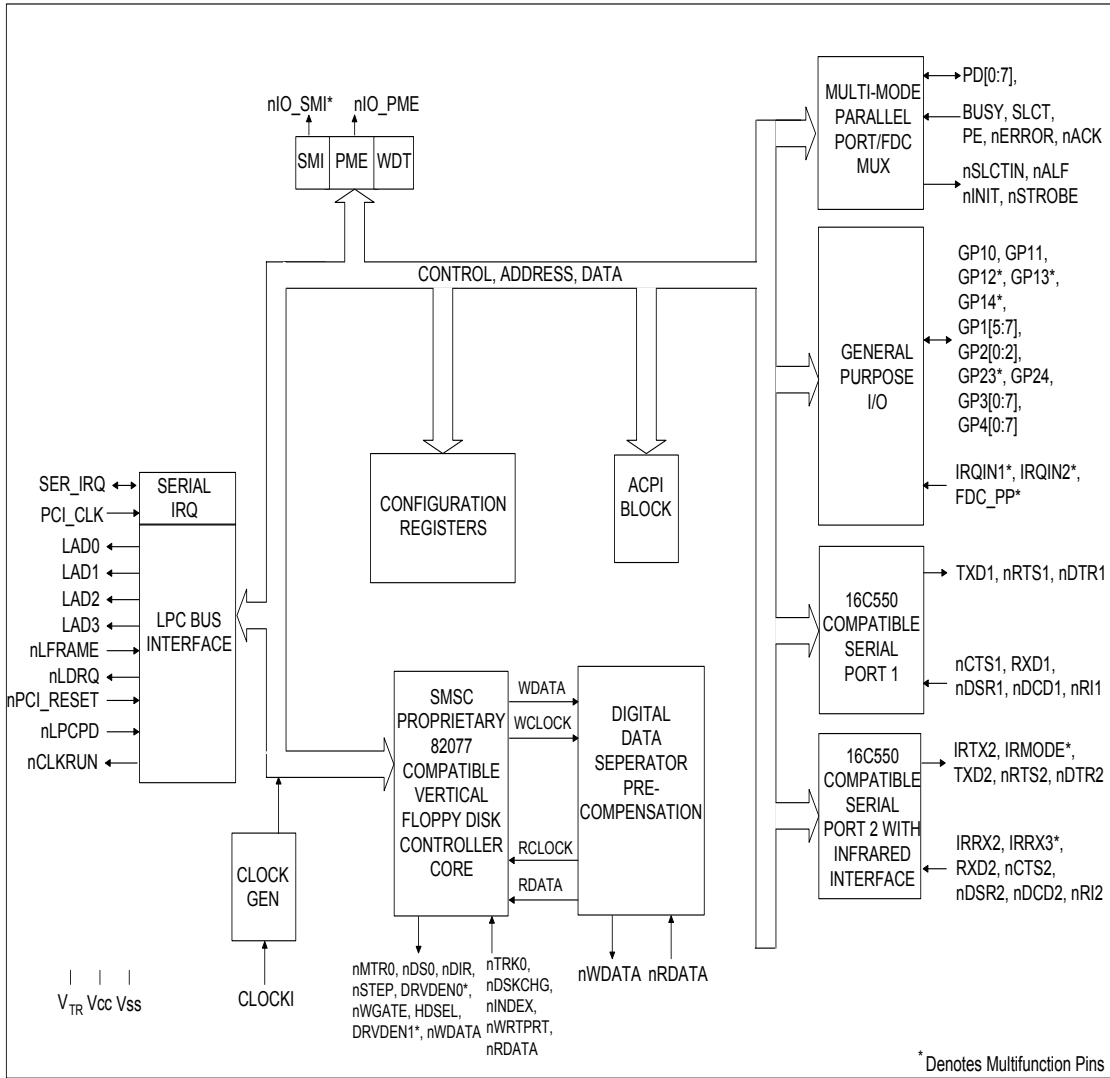 nIO_SMI*
nIO_PME
SMI
PME
WDT
CONTROL, ADDRESS, DATA
MULTI-MODE
PARALLEL
PORT/FDC
MUX
PD[0:7],
BUSY, SLCT,
PE, nERROR, nACK
nSLCTIN, nALF
nINIT, nSTROBE
GENERAL
PURPOSE
I/O
GP10, GP11,
GP12*, GP13*,
GP14*,
GP1[5:7],
GP2[0:2],
GP23*, GP24,
GP3[0:7],
GP4[0:7]
IRQIN1*, IRQIN2*,
FDC_PP*
SER_IRQ
PCI_CLK
LAD0
LAD1
LAD2
LAD3
nLFRAME
nLDRQ
nPCI_RESET
nLPCPD
nCLKRUN
SERIAL
IRQ
LPC BUS
INTERFACE
CONFIGURATION
REGISTERS
ACPI
BLOCK
16C550
COMPATIBLE
SERIAL
PORT 1
TXD1, nRTS1, nDTR1
nCTS1, RXD1,
nDSR1, nDCD1, nRI1
16C550
COMPATIBLE
SERIAL
PORT 2 WITH
INFRARED
INTERFACE
IRTX2, IRMODE*,
TXD2, nRTS2, nDTR2
IRRX2, IRRX3*,
RXD2, nCTS2,
nDSR2, nDCD2, nRI2
SMSC
PROPRIETARY
82077
COMPATIBLE
VERTICAL
FLOPPY DISK
CONTROLLER
CORE
WDATA
WCLOCK
RCLOCK
RDATA
DIGITAL
DATA
SEPERATOR
PRE-
COMPENSATION
CLOCK
GEN
CLOCKI
nMTR0, nDS0, nDIR,
nSTEP, DRVDEN0*,
nWGATE, HDSEL,
DRVDEN1*, nWDATA
nTRK0,
nDSKCHG,
nINDEX,
nWRTPRT,
nRDATA
nWDATA
nRDATA
VTR Vcc Vss
* Denotes Multifunction Pins